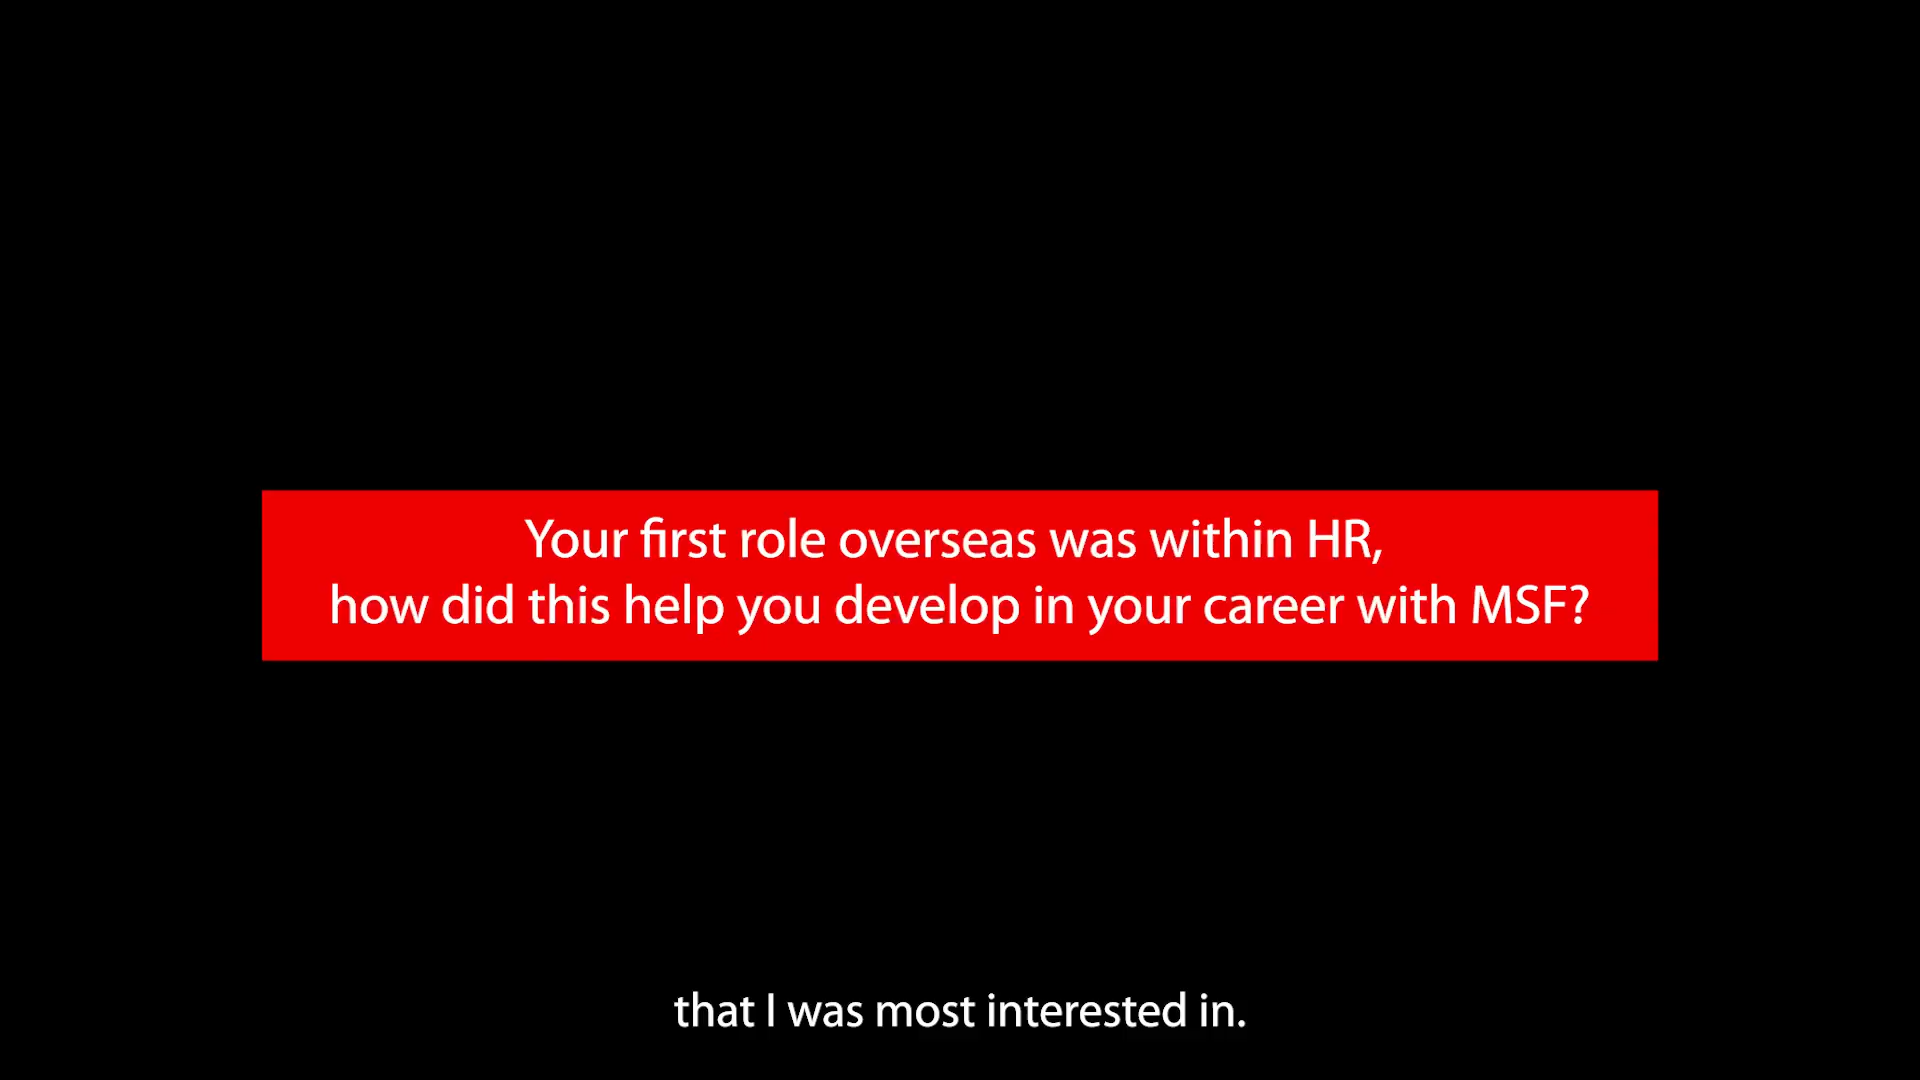 Your first role overseas was within HR,
how did this help you develop in your career with MSF?
that I was most interested in.